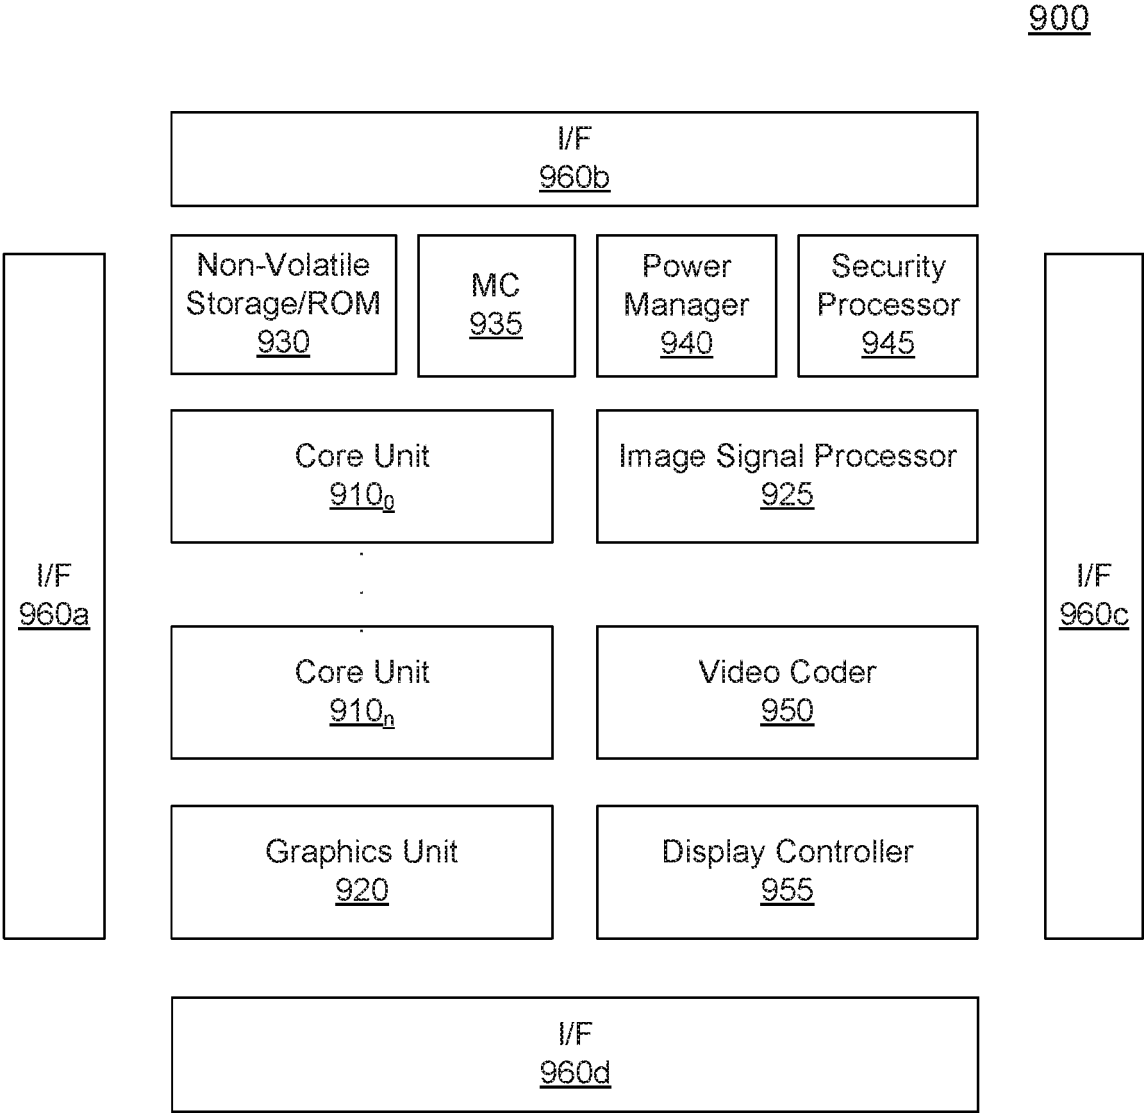 900
I/F
960b
Non-Volatile
Storage/ROM
930
MC
935
Power
Manager
940
Security
Processor
945
Core Unit
910₀
Image Signal Processor
925
I/F
960a
I/F
960c
Core Unit
910ₙ
Video Coder
950
Graphics Unit
920
Display Controller
955
I/F
960d